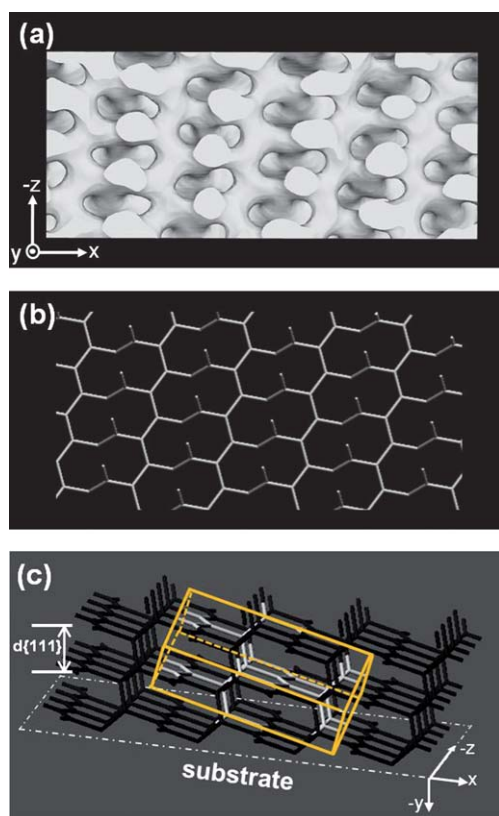 (a)
-z
y
x
(b)
(c)
d{111}
substrate
-z
x
-y